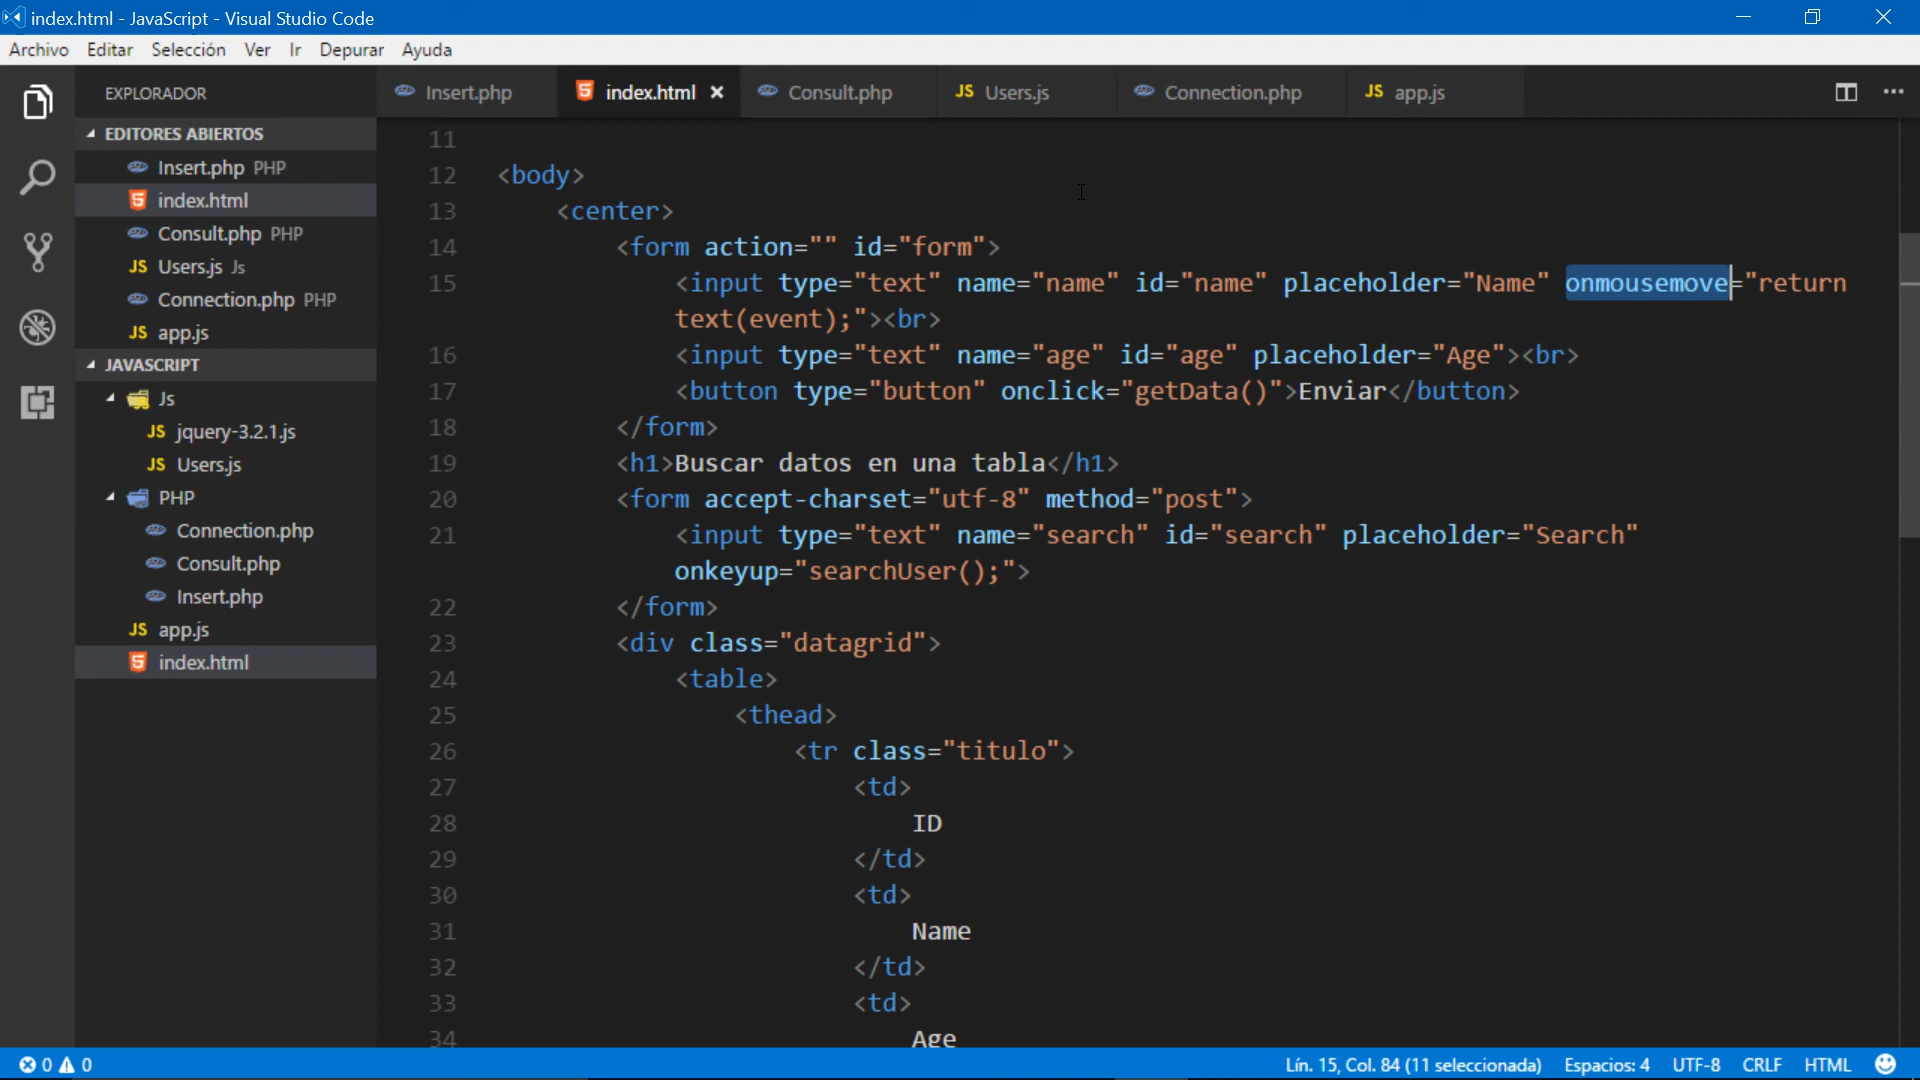 index.html - JavaScript - Visual Studio Code
Archivo Editar Selección Ver Ir Depurar Ayuda
EXPLORADOR
EDITORES ABIERTOS
Insert.php PHP
index.html
Consult.php PHP
Users.js Js
Connection.php PHP
app.js
JAVASCRIPT
Js
JS jquery-3.2.1.js
JS Users.js
PHP
Connection.php
Consult.php
Insert.php
JS app.js
index.html
Insert.php index.html × Consult.php JS Users.js Connection.php JS app.js
11
12 <body>
13 <center>
14 <form action="" id="form">
15 <input type="text" name="name" id="name" placeholder="Name" onmousemove="return
text(event);"><br>
16 <input type="text" name="age" id="age" placeholder="Age"><br>
17 <button type="button" onclick="getData()">Enviar</button>
18 </form>
19 <h1>Buscar datos en una tabla</h1>
20 <form accept-charset="utf-8" method="post">
21 <input type="text" name="search" id="search" placeholder="Search"
onkeyup="searchUser();">
22 </form>
23 <div class="datagrid">
24 <table>
25 <thead>
26 <tr class="titulo">
27 <td>
28 ID
29 </td>
30 <td>
31 Name
32 </td>
33 <td>
34 Age
0 0 Lín. 15, Col. 84 (11 seleccionada) Espacios: 4 UTF-8 CRLF HTML